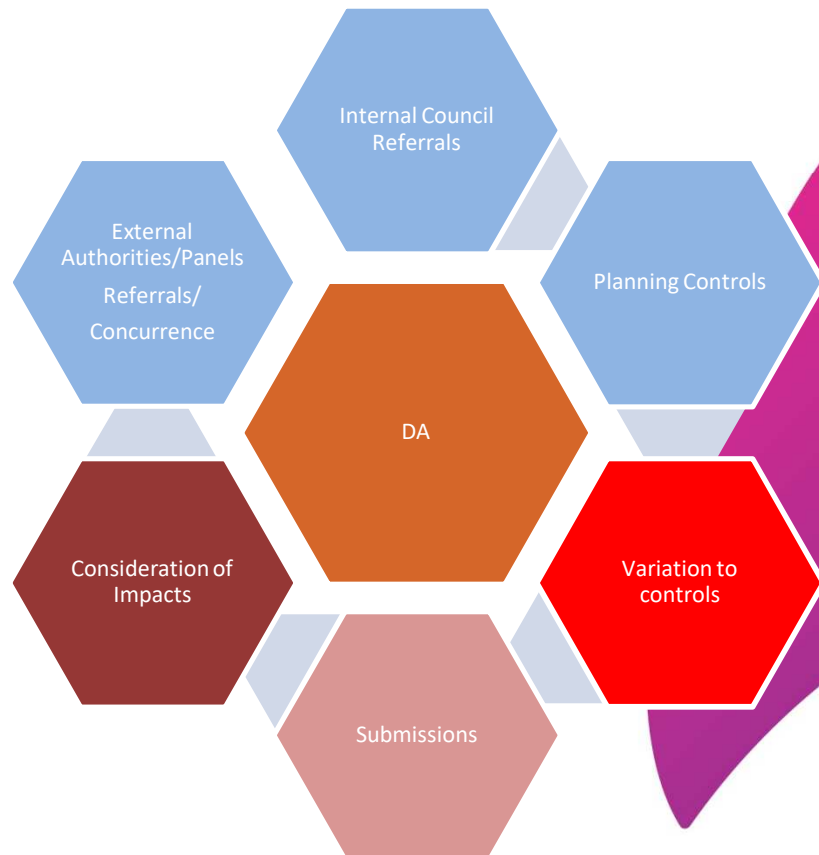 Internal Council
Referrals
External
Authorities/Panels
Referrals/
Concurrence
Planning Controls
DA
Consideration of
Impacts
Variation to
controls
Submissions